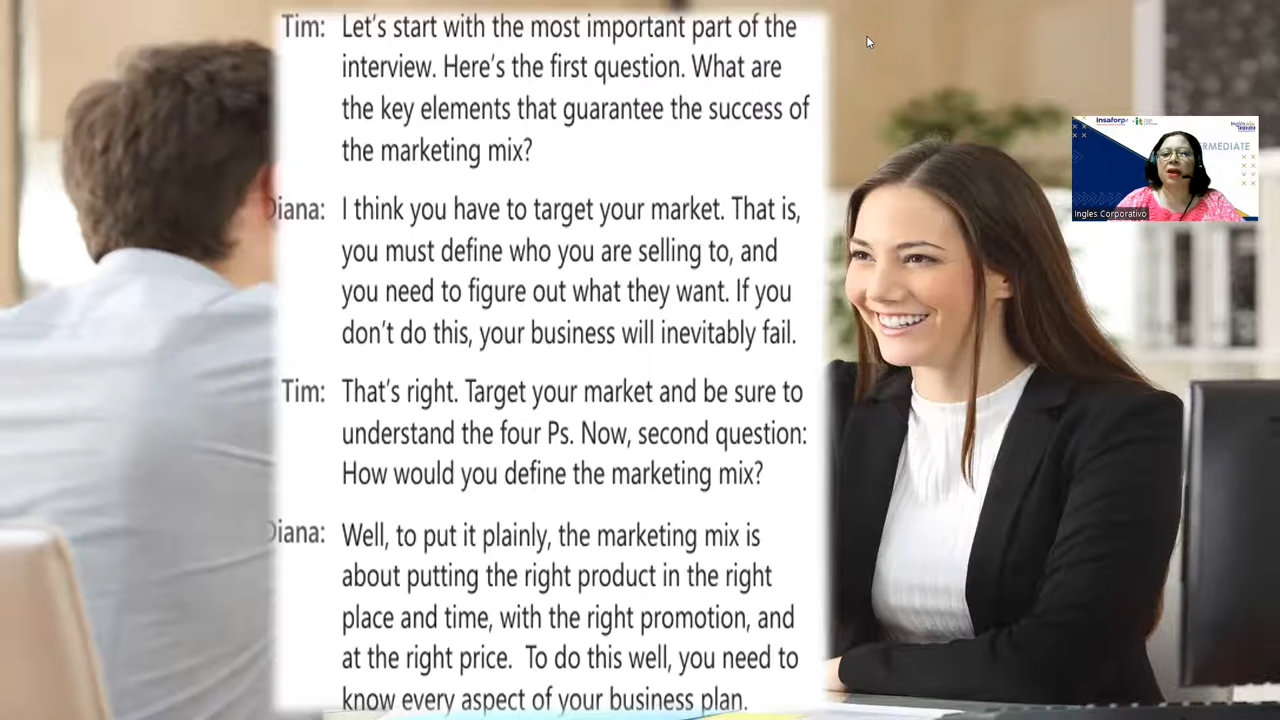 Tim: Let's start with the most important part of the
interview. Here's the first question. What are
the key elements that guarantee the success of
the marketing mix?
Diana: I think you have to target your market. That is,
you must define who you are selling to, and
you need to figure out what they want. If you
don't do this, your business will inevitably fail.
Tim: That's right. Target your market and be sure to
understand the four Ps. Now, second question:
How would you define the marketing mix?
Diana: Well, to put it plainly, the marketing mix is
about putting the right product in the right
place and time, with the right promotion, and
at the right price. To do this well, you need to
know every aspect of your business plan.
Insaforp
it
RMEDIATE
Ingles Corporativo